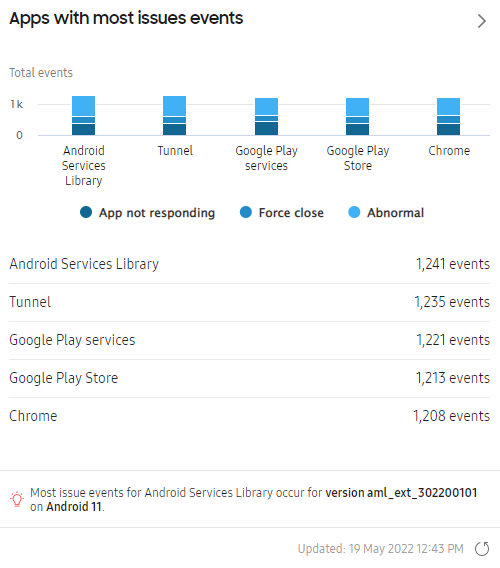 Apps with most issues events
Total events
1 k
0
Android
Services
Library
Tunnel
Google Play
services
Google Play
Store
Chrome
App not responding
Force close
Abnormal
Android Services Library 1,241 events
Tunnel 1,235 events
Google Play services 1,221 events
Google Play Store 1,213 events
Chrome 1,208 events
Most issue events for Android Services Library occur for version aml_ext_302200101
on Android 11.
Updated: 19 May 2022 12:43 PM